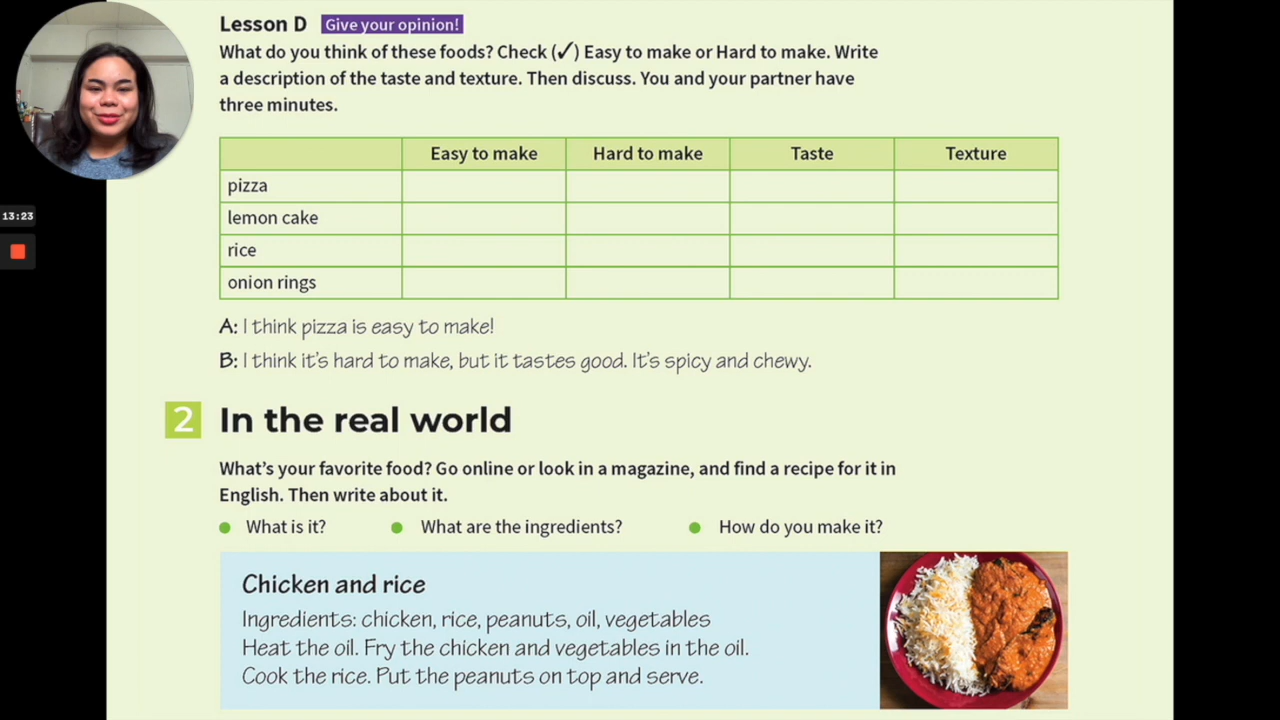 Lesson D Give your opinion!
What do you think of these foods? Check (✓) Easy to make or Hard to make. Write
a description of the taste and texture. Then discuss. You and your partner have
three minutes.
Easy to make Hard to make Taste Texture
pizza
lemon cake
rice
onion rings
13:23
A: I think pizza is easy to make!
B: I think it's hard to make, but it tastes good. It's spicy and chewy.
2 In the real world
What's your favorite food? Go online or look in a magazine, and find a recipe for it in
English. Then write about it.
● What is it? ● What are the ingredients? ● How do you make it?
Chicken and rice
Ingredients: chicken, rice, peanuts, oil, vegetables
Heat the oil. Fry the chicken and vegetables in the oil.
Cook the rice. Put the peanuts on top and serve.